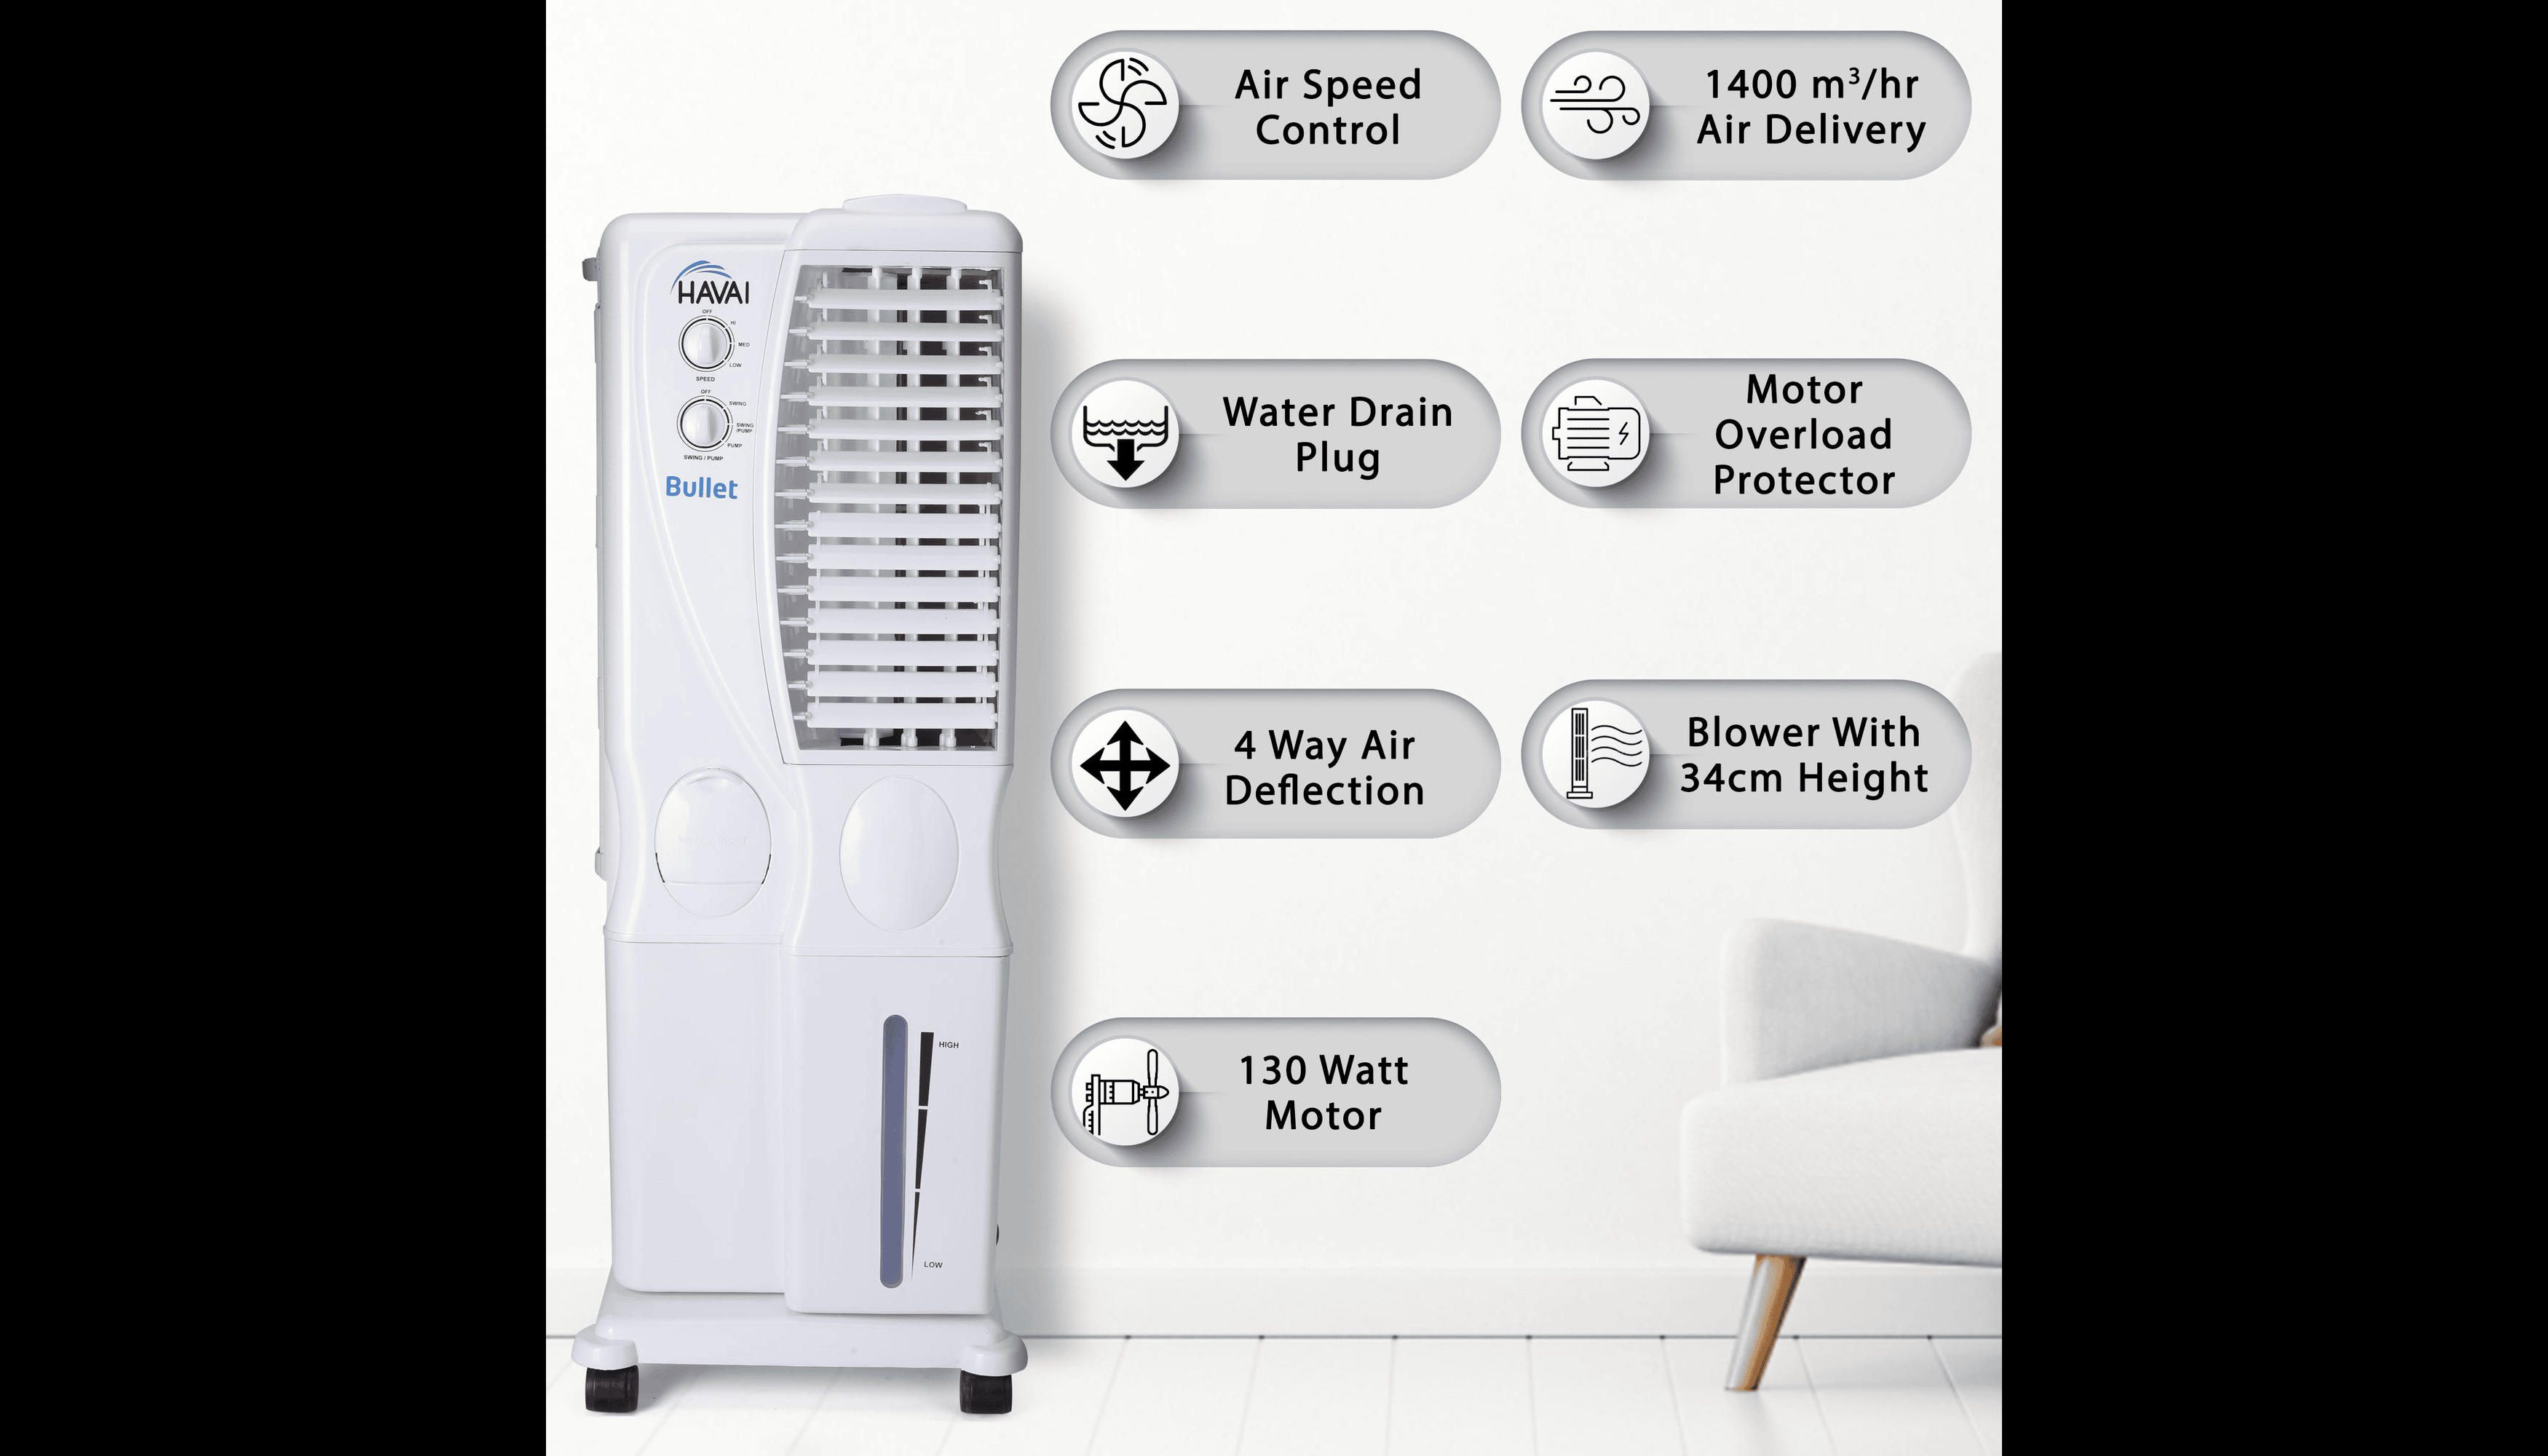 Air Speed
Control
1400 m³/hr
Air Delivery
HAVAI
OFF
HI
MED
LOW
SPEED
OFF
SWING
SWING
/PUMP
PUMP
SWING / PUMP
Bullet
Water Drain
Plug
Motor
Overload
Protector
4 Way Air
Deflection
Blower With
34cm Height
130 Watt
Motor
HIGH
LOW